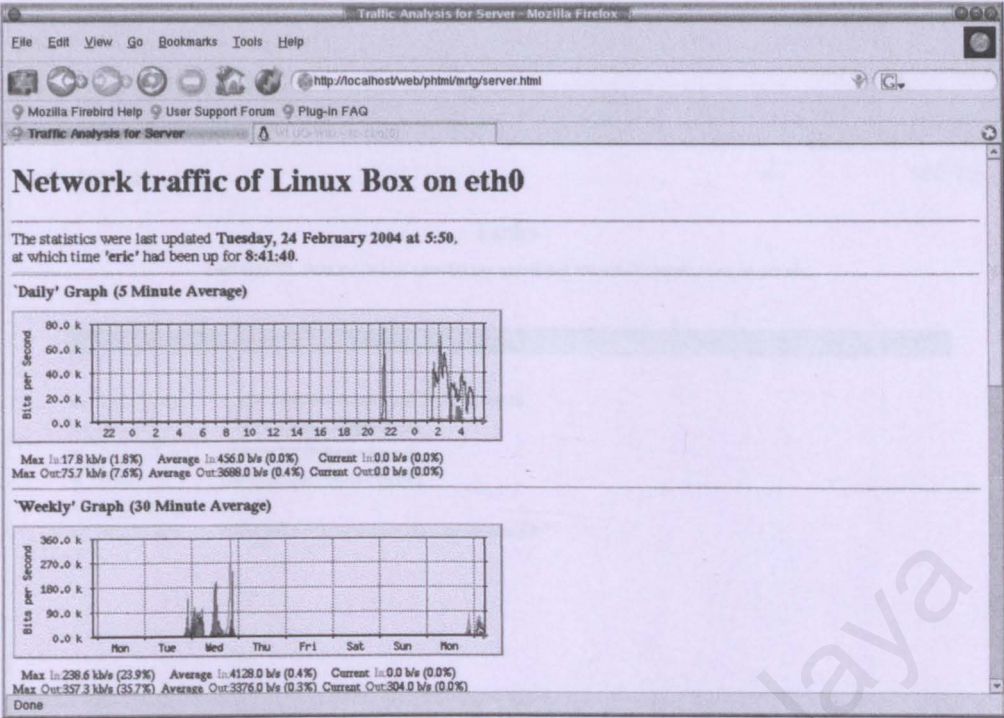 Traffic Analysis for Server - Mozilla Firefox
File Edit View Go Bookmarks Tools Help
http://localhost/web/phtml/mrtg/server.html
G
Mozilla Firebird Help User Support Forum Plug-in FAQ
Traffic Analysis for Server
Network traffic of Linux Box on eth0
The statistics were last updated Tuesday, 24 February 2004 at 5:50,
at which time 'eric' had been up for 8:41:40.
`Daily' Graph (5 Minute Average)
Bits per Second
80.0 k
60.0 k
40.0 k
20.0 k
0.0 k
22 0 2 4 6 8 10 12 14 16 18 20 22 0 2 4
Max In:17.8 kb/s (1.8%) Average In:456.0 b/s (0.0%) Current In:0.0 b/s (0.0%)
Max Out:75.7 kb/s (7.6%) Average Out:3688.0 b/s (0.4%) Current Out:0.0 b/s (0.0%)
`Weekly' Graph (30 Minute Average)
Bits per Second
360.0 k
270.0 k
180.0 k
90.0 k
0.0 k
Mon Tue Wed Thu Fri Sat Sun Mon
Max In:238.6 kb/s (23.9%) Average In:4128.0 b/s (0.4%) Current In:0.0 b/s (0.0%)
Max Out:357.3 kb/s (35.7%) Average Out:3376.0 b/s (0.3%) Current Out:304.0 b/s (0.0%)
Done
laya